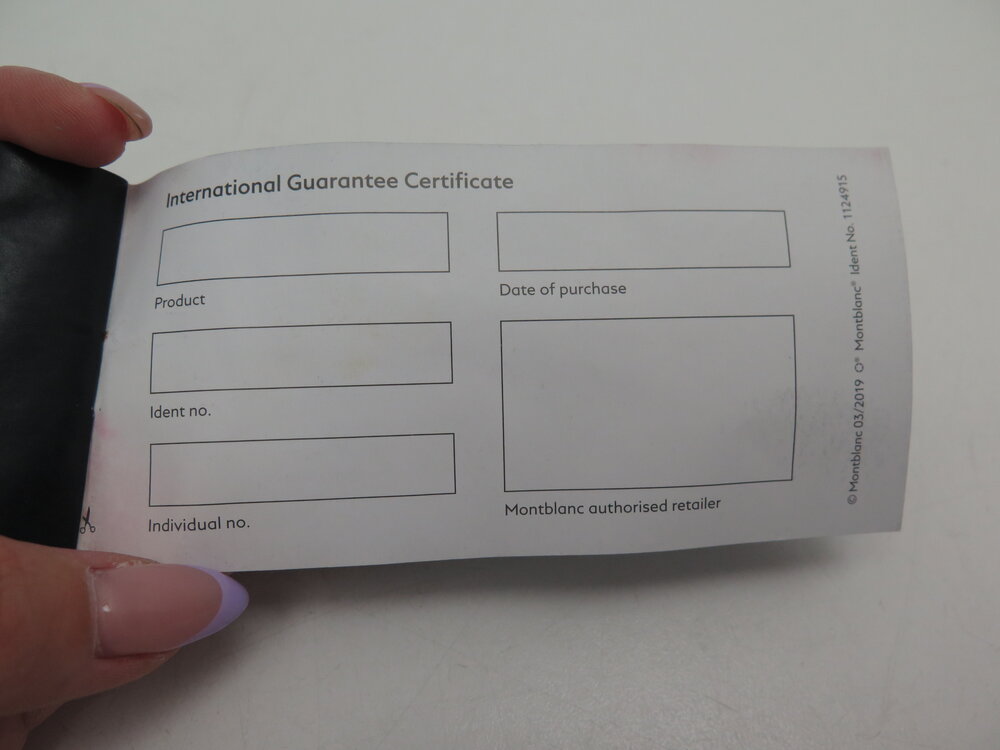 International Guarantee Certificate
Product
Ident no.
Individual no.
Date of purchase
Montblanc authorised retailer
© Montblanc 03/2019 O® Montblanc® Ident No. 1124915